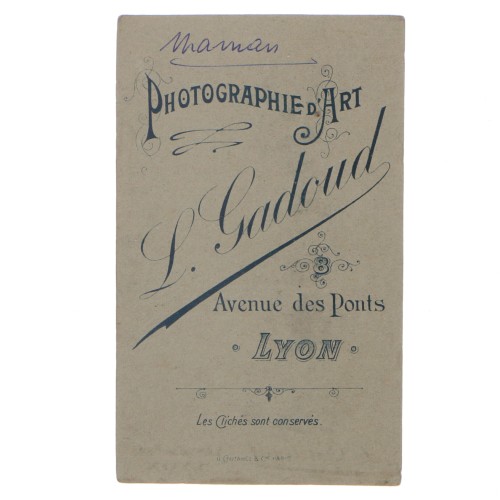 Maman
PHOTOGRAPHIE D'ART
L. Gadoud
8
Avenue des Ponts
LYON
Les Clichés sont conservés.